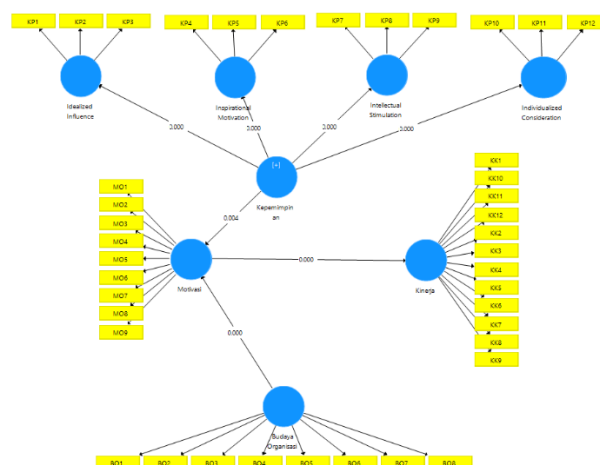 KP1 KP2 KP3 KP4 KP5 KP6 KP7 KP8 KP9 KP10 KP11 KP12
Idealized
Influence
Inspirational
Motivation
Intellectual
Stimulation
Individualized
Consideration
0.000 0.000 0.000 0.000
[+]
Kepemimpin
an
0.004
MO1
MO2
MO3
MO4
MO5
MO6
MO7
MO8
MO9
Motivasi
0.000
Kinerja
KK1
KK10
KK11
KK12
KK2
KK3
KK4
KK5
KK6
KK7
KK8
KK9
0.000
Budaya
Organisasi
BO1 BO2 BO3 BO4 BO5 BO6 BO7 BO8